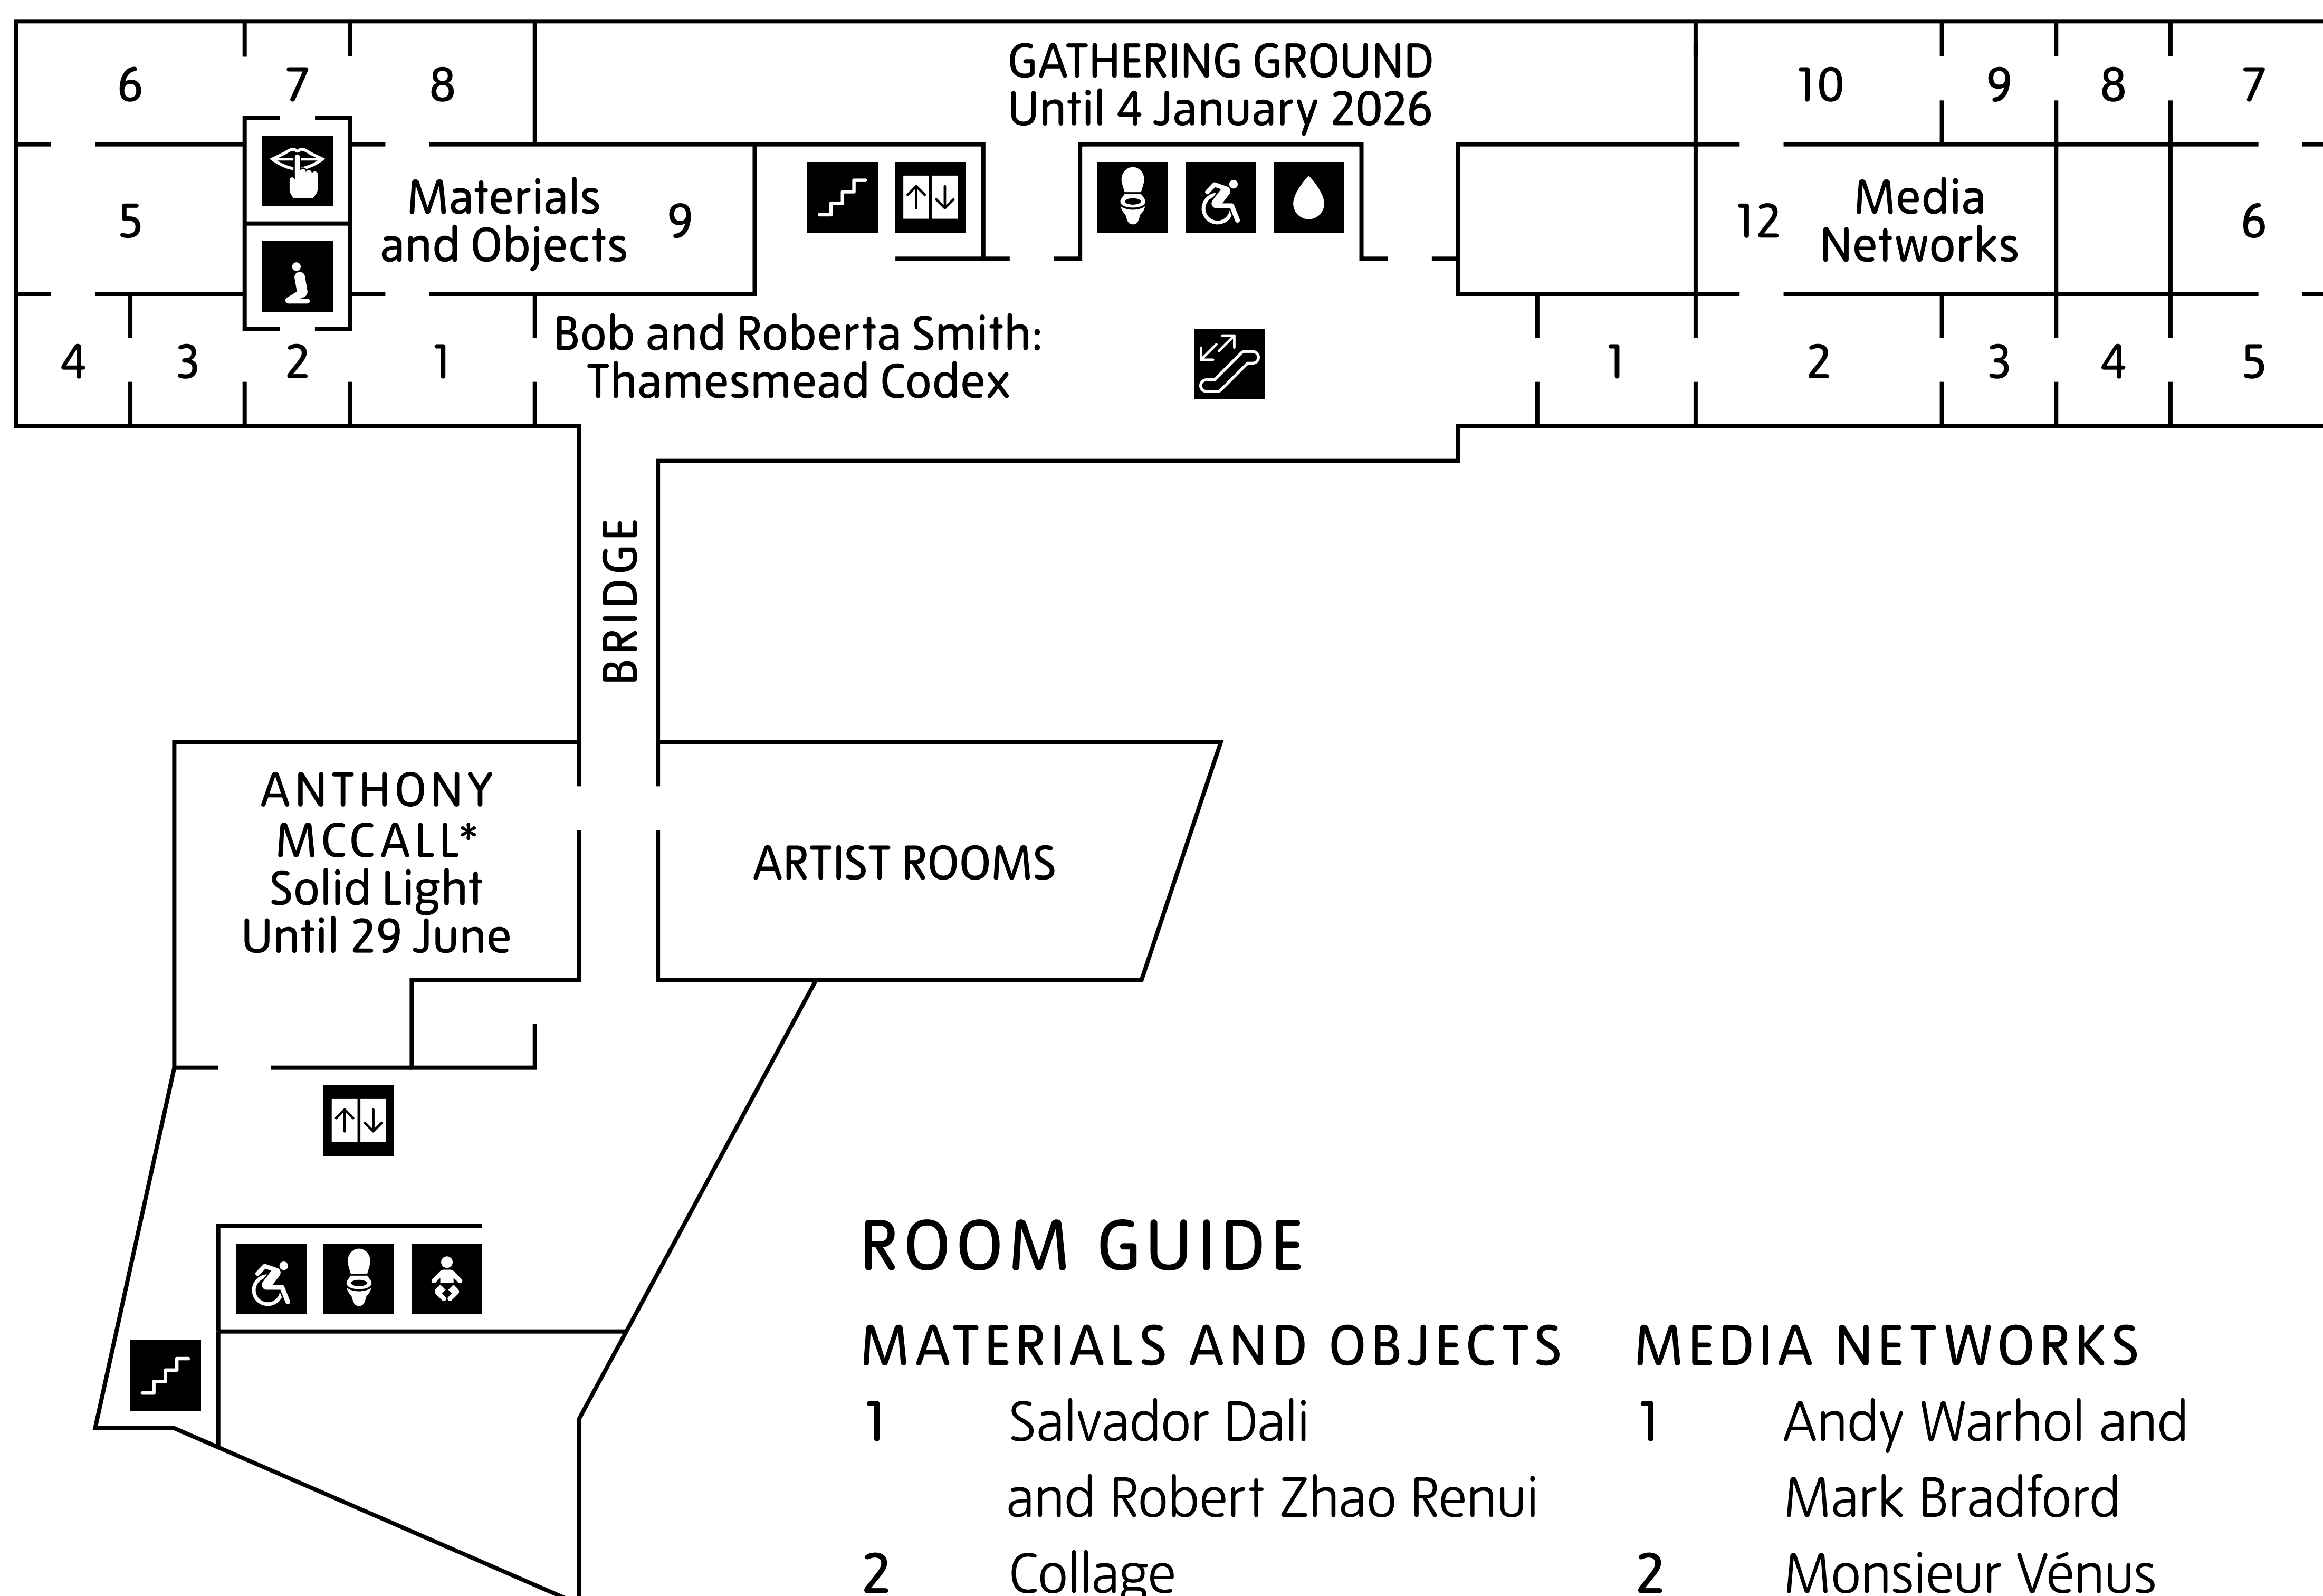 GATHERING GROUND
Until 4 January 2026
6
7
8
10
9
8
7
5
Materials
and Objects
9
12
Media
Networks
6
Bob and Roberta Smith:
Thamesmead Codex
4
3
2
1
1
2
3
4
5
BRIDGE
ANTHONY
MCCALL*
Solid Light
Until 29 June
ARTIST ROOMS
ROOM GUIDE
MATERIALS AND OBJECTS
1 Salvador Dali
and Robert Zhao Renui
2 Collage
MEDIA NETWORKS
1 Andy Warhol and
Mark Bradford
2 Monsieur Vénus